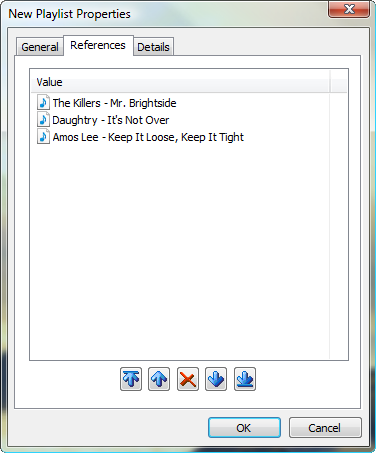 New Playlist Properties
General References Details
Value
The Killers - Mr. Brightside
Daughtry - It's Not Over
Amos Lee - Keep It Loose, Keep It Tight
OK Cancel